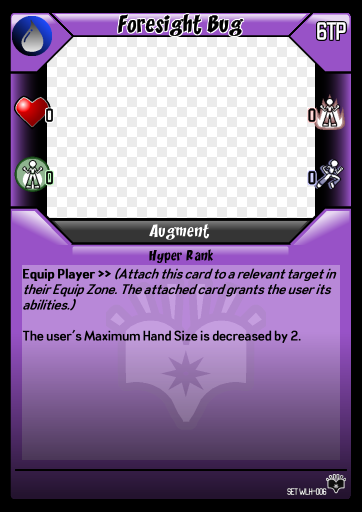 Foresight Bug
6TP
0
0
0
0
Augment
Hyper Rank
Equip Player >> (Attach this card to a relevant target in
their Equip Zone. The attached card grants the user its
abilities.)
The user's Maximum Hand Size is decreased by 2.
SET WLH-006